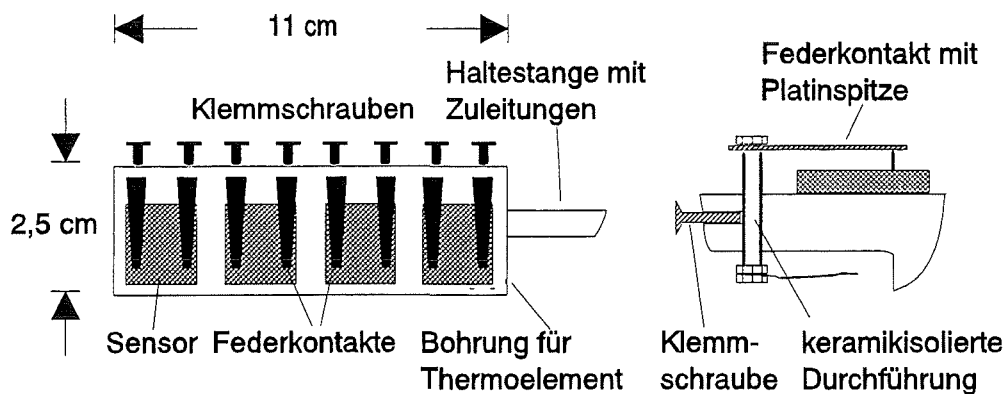 11 cm
Haltestange mit
Zuleitungen
Klemmschrauben
2,5 cm
Sensor
Federkontakte
Bohrung für
Thermoelement
Federkontakt mit
Platinspitze
Klemm-
schraube
keramikisolierte
Durchführung